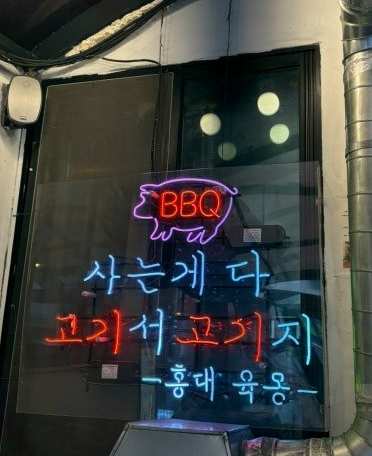 BBQ
사는게 다
고기서고기지
-홍대 육몽-